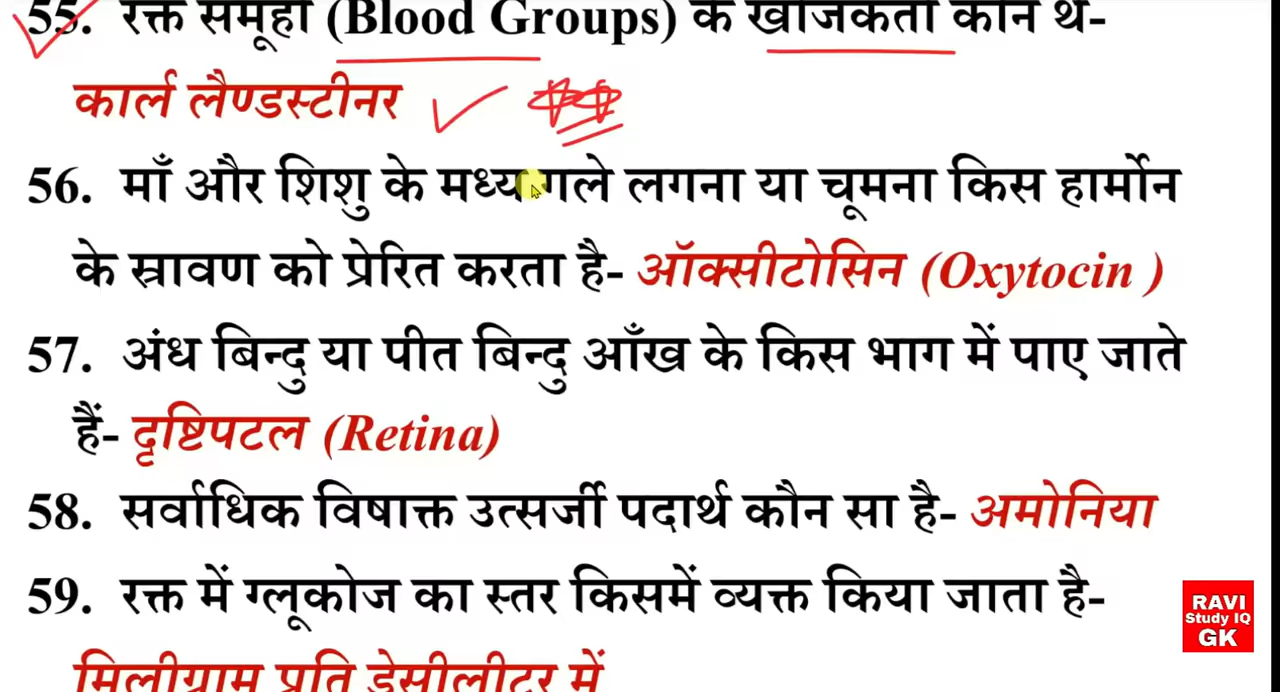 55. रक्त समूहों (Blood Groups) के खोजकर्ता कौन थे-
कार्ल लैण्डस्टीनर
56. माँ और शिशु के मध्य गले लगना या चूमना किस हार्मोन
के स्रावण को प्रेरित करता है- ऑक्सीटोसिन (Oxytocin )
57. अंध बिन्दु या पीत बिन्दु आँख के किस भाग में पाए जाते
हैं- दृष्टिपटल (Retina)
58. सर्वाधिक विषाक्त उत्सर्जी पदार्थ कौन सा है- अमोनिया
59. रक्त में ग्लूकोज का स्तर किसमें व्यक्त किया जाता है-
मिलीग्राम प्रति डेसीलीटर में
RAVI
Study IQ
GK